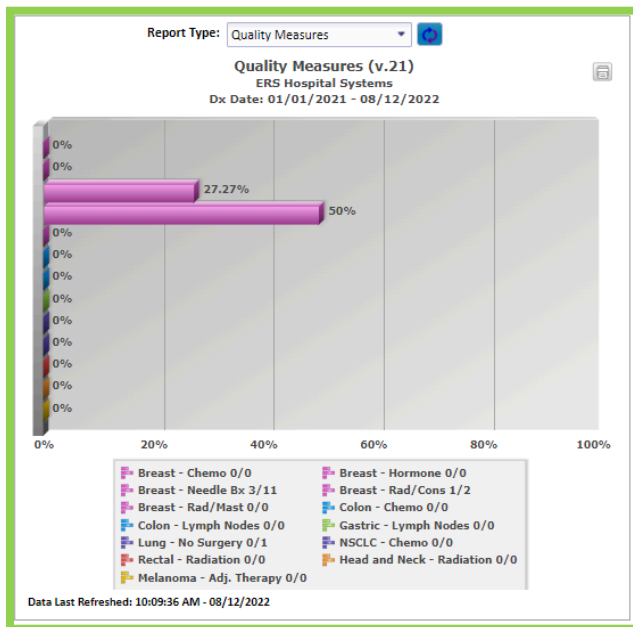 Report Type: Quality Measures
Quality Measures (v.21)
ERS Hospital Systems
Dx Date: 01/01/2021 - 08/12/2022
0%
0%
27.27%
50%
0%
0%
0%
0%
0%
0%
0%
0%
0%
0% 20% 40% 60% 80% 100%
Breast - Chemo 0/0 Breast - Hormone 0/0
Breast - Needle Bx 3/11 Breast - Rad/Cons 1/2
Breast - Rad/Mast 0/0 Colon - Chemo 0/0
Colon - Lymph Nodes 0/0 Gastric - Lymph Nodes 0/0
Lung - No Surgery 0/1 NSCLC - Chemo 0/0
Rectal - Radiation 0/0 Head and Neck - Radiation 0/0
Melanoma - Adj. Therapy 0/0
Data Last Refreshed: 10:09:36 AM - 08/12/2022